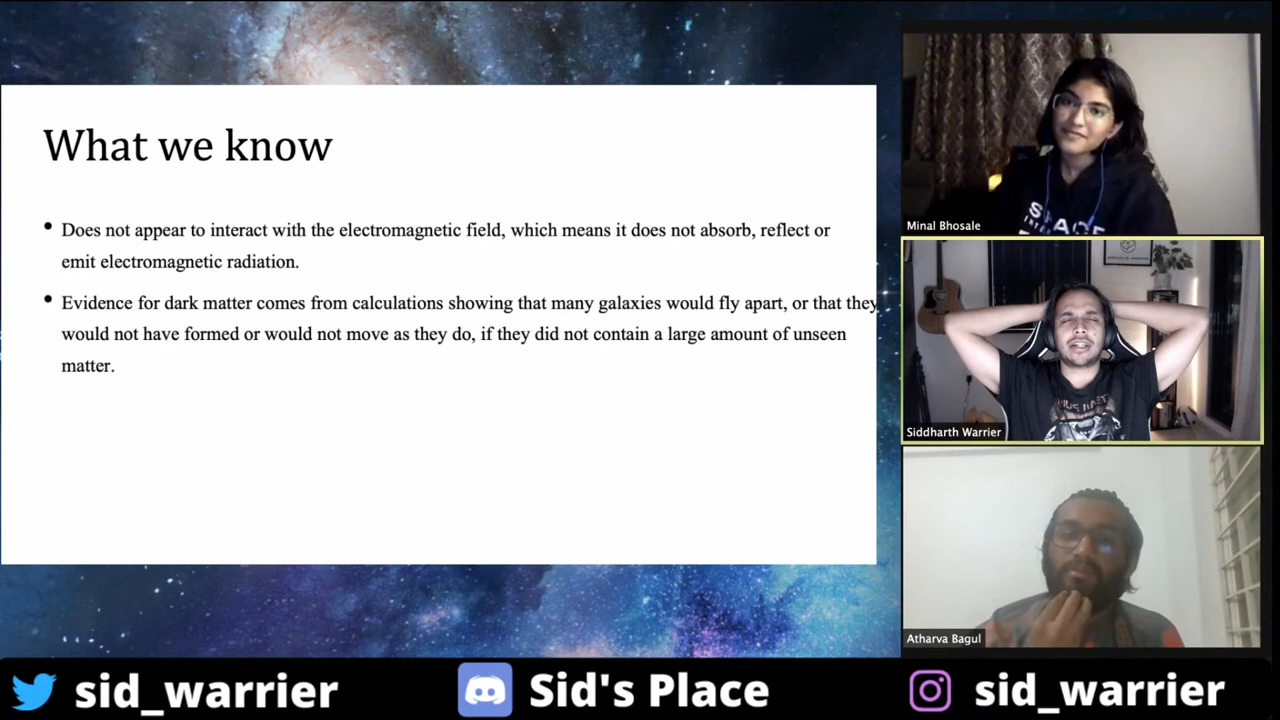 What we know
• Does not appear to interact with the electromagnetic field, which means it does not absorb, reflect or
emit electromagnetic radiation.
• Evidence for dark matter comes from calculations showing that many galaxies would fly apart, or that they
would not have formed or would not move as they do, if they did not contain a large amount of unseen
matter.
Minal Bhosale
Siddharth Warrier
Atharva Bagul
sid_warrier
Sid's Place
sid_warrier